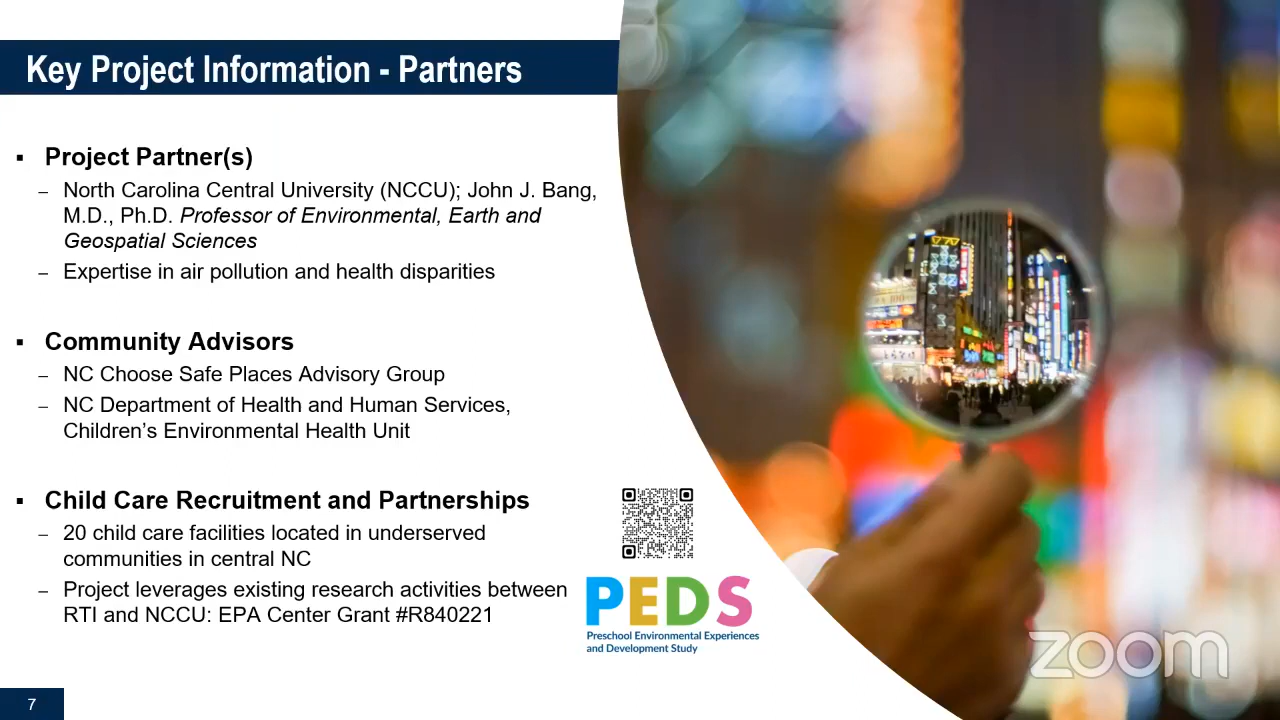 Key Project Information - Partners
▪ Project Partner(s)
– North Carolina Central University (NCCU); John J. Bang,
M.D., Ph.D. Professor of Environmental, Earth and
Geospatial Sciences
– Expertise in air pollution and health disparities
▪ Community Advisors
– NC Choose Safe Places Advisory Group
– NC Department of Health and Human Services,
Children’s Environmental Health Unit
▪ Child Care Recruitment and Partnerships
– 20 child care facilities located in underserved
communities in central NC
– Project leverages existing research activities between
RTI and NCCU: EPA Center Grant #R840221
PEDS
Preschool Environmental Experiences
and Development Study
zoom
7